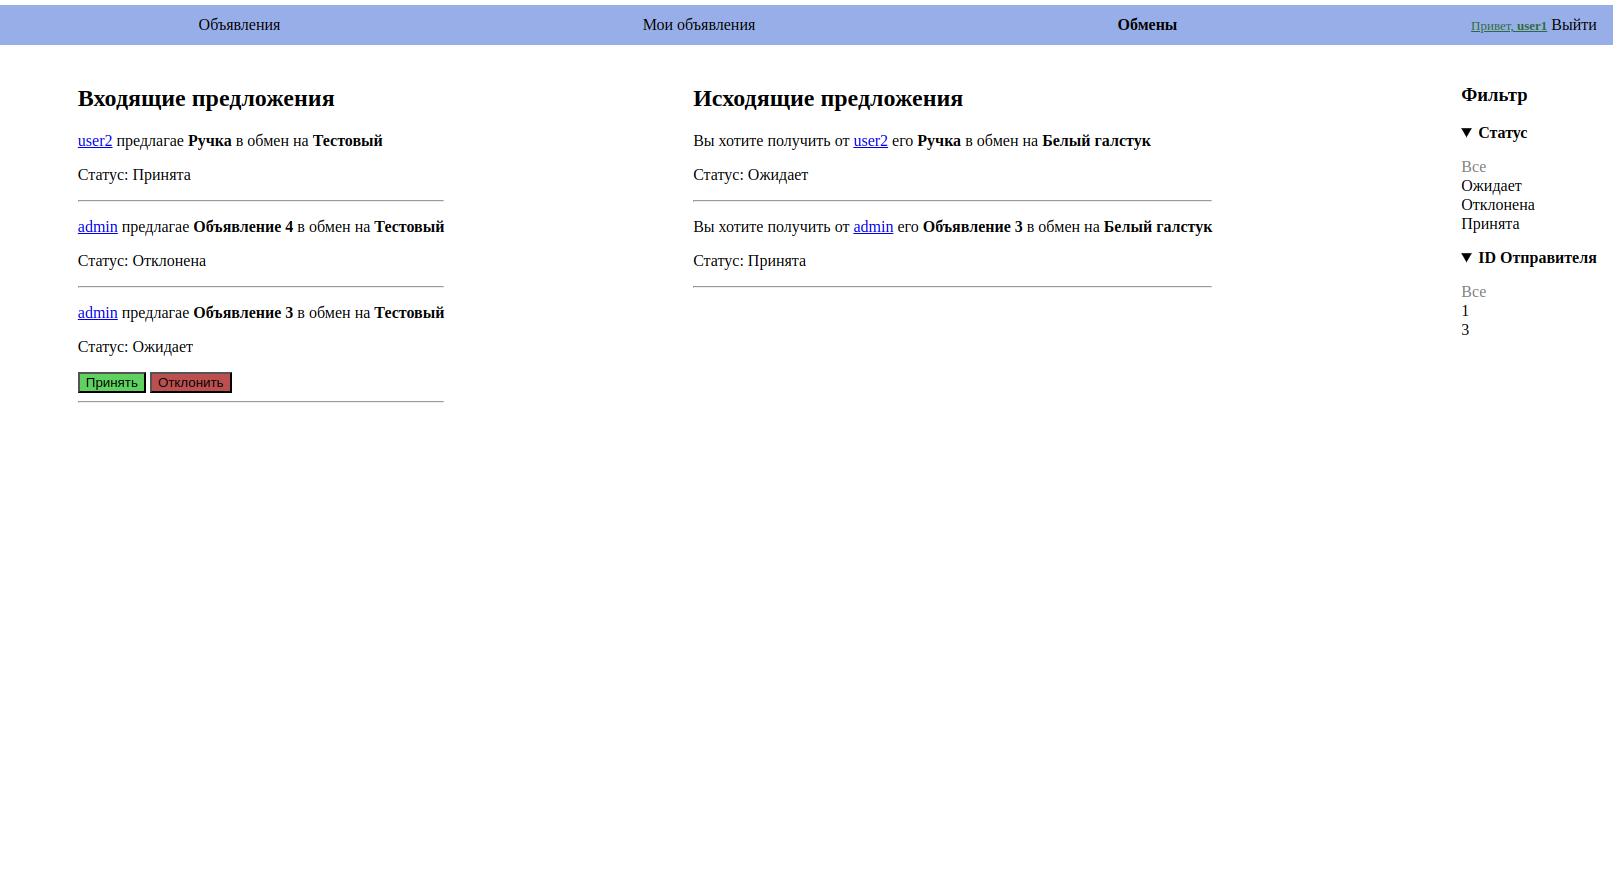 Объявления
Мои объявления
Обмены
Привет, user1 Выйти
Входящие предложения
user2 предлагае Ручка в обмен на Тестовый
Статус: Принята
admin предлагае Объявление 4 в обмен на Тестовый
Статус: Отклонена
admin предлагае Объявление 3 в обмен на Тестовый
Статус: Ожидает
Принять Отклонить
Исходящие предложения
Вы хотите получить от user2 его Ручка в обмен на Белый галстук
Статус: Ожидает
Вы хотите получить от admin его Объявление 3 в обмен на Белый галстук
Статус: Принята
Фильтр
Статус
Все
Ожидает
Отклонена
Принята
ID Отправителя
Все
1
3